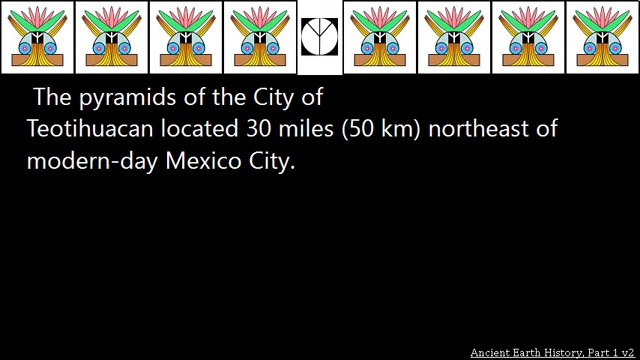 The pyramids of the City of
Teotihuacan located 30 miles (50 km) northeast of
modern-day Mexico City.
Ancient Earth History, Part 1 v2